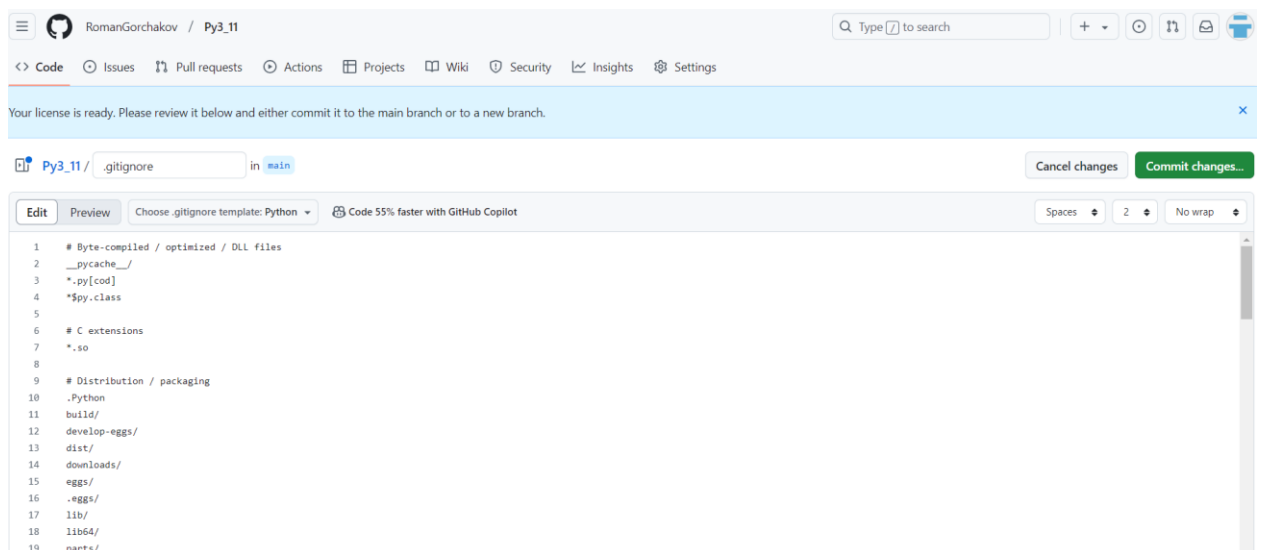 RomanGorchakov / Py3_11
Type / to search
Code Issues Pull requests Actions Projects Wiki Security Insights Settings
Your license is ready. Please review it below and either commit it to the main branch or to a new branch.
Py3_11 / .gitignore in main
Cancel changes Commit changes...
Edit Preview Choose .gitignore template: Python Code 55% faster with GitHub Copilot
Spaces 2 No wrap
1 # Byte-compiled / optimized / DLL files
2 __pycache__/
3 *.py[cod]
4 *$py.class
5
6 # C extensions
7 *.so
8
9 # Distribution / packaging
10 .Python
11 build/
12 develop-eggs/
13 dist/
14 downloads/
15 eggs/
16 .eggs/
17 lib/
18 lib64/
19 parts/